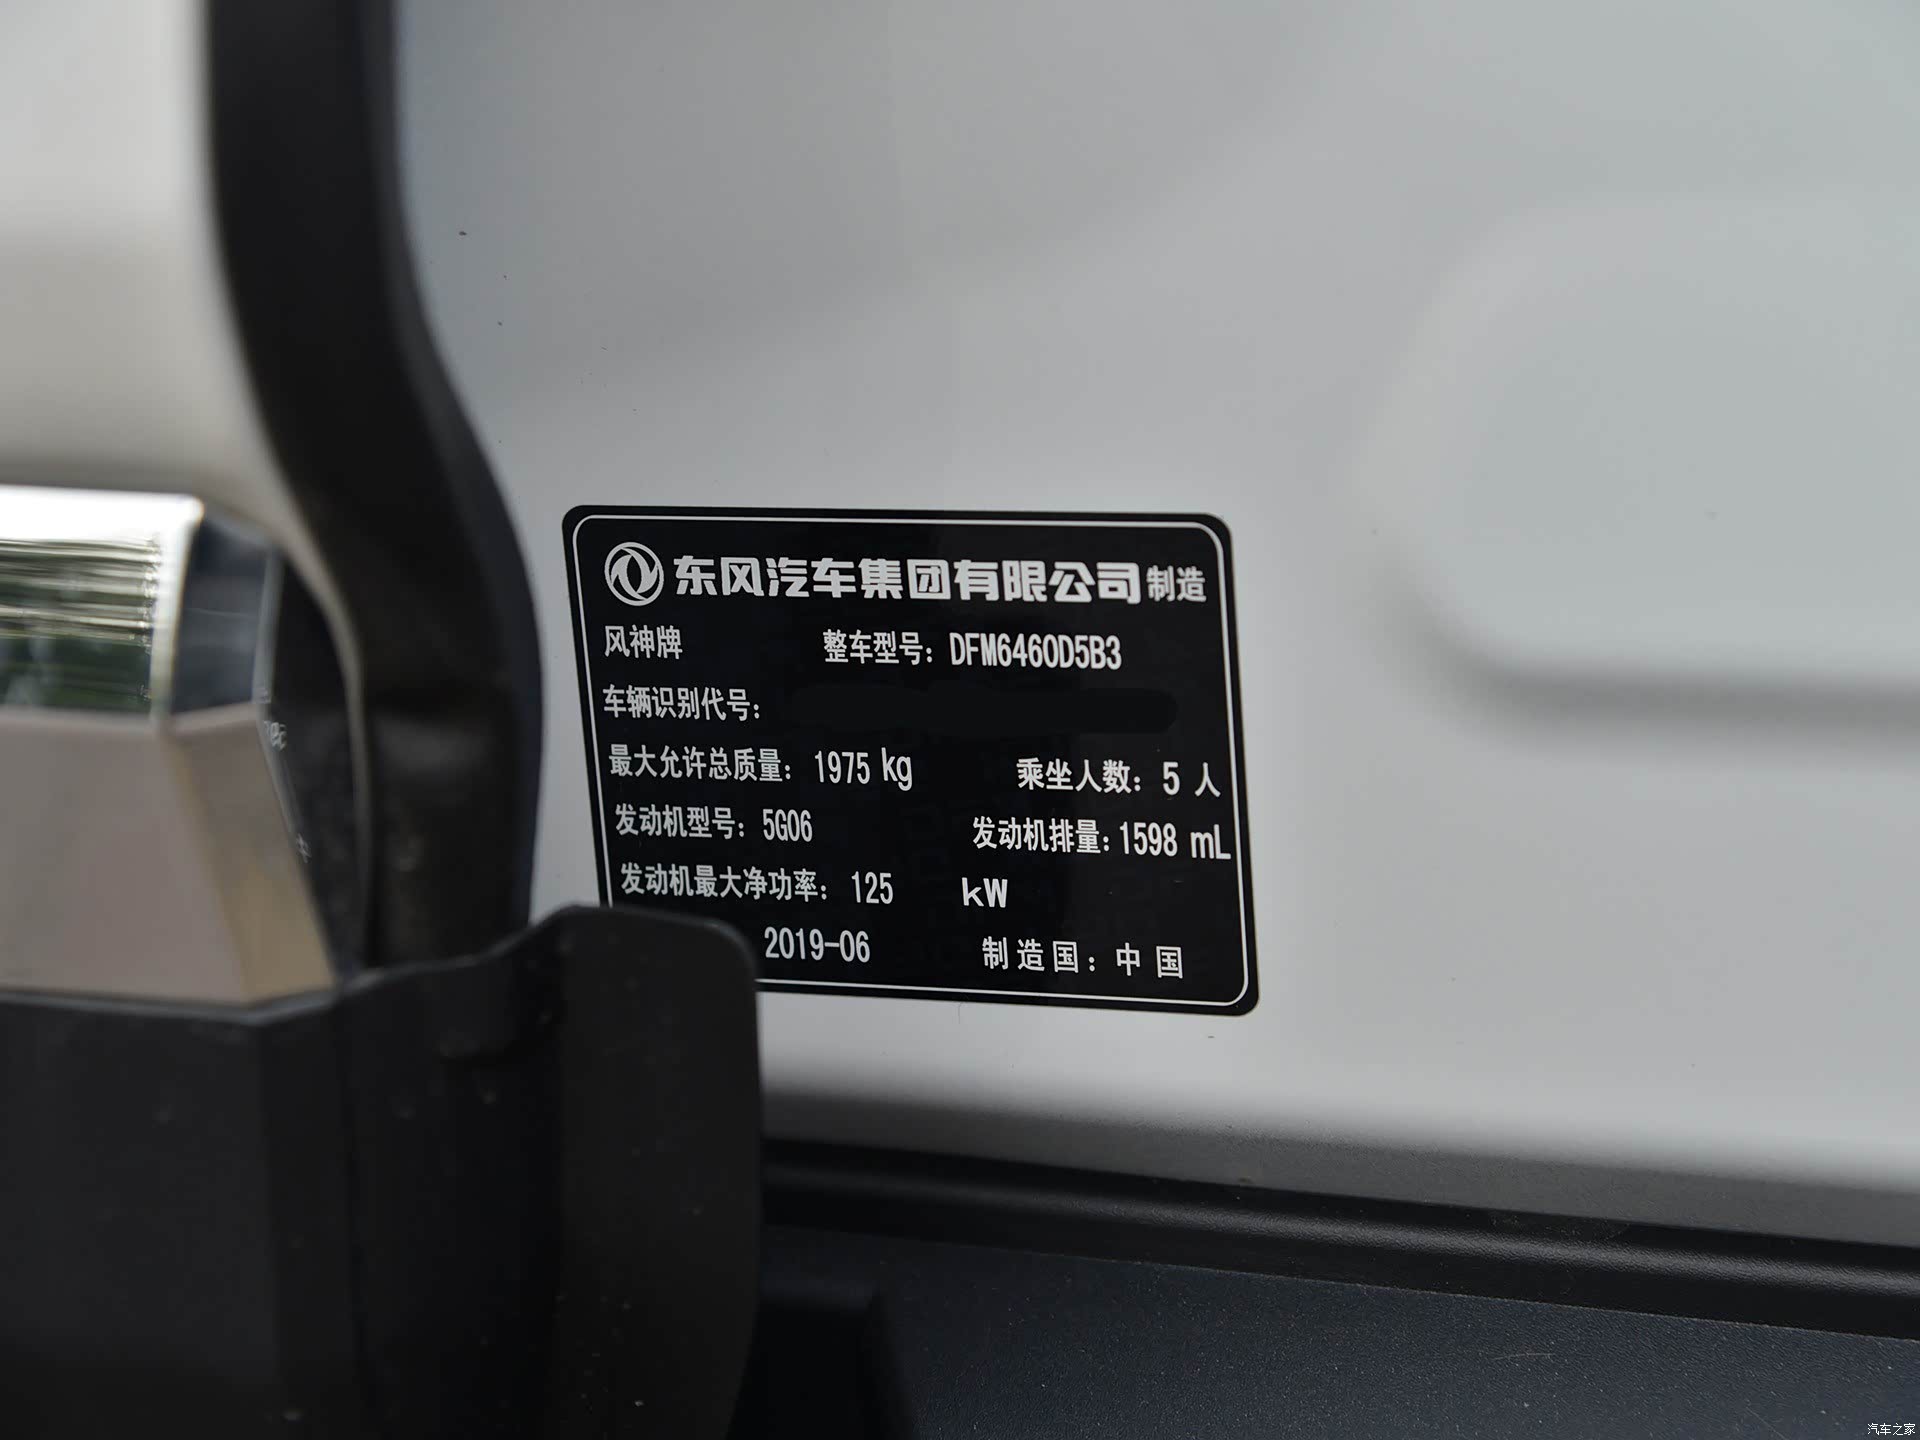 东风汽车集团有限公司制造
风神牌 整车型号：DFM6460D5B3
车辆识别代号：
最大允许总质量：1975 kg 乘坐人数：5 人
发动机型号：5G06 发动机排量：1598 mL
发动机最大净功率：125 kW
2019-06 制造国：中国
汽车之家